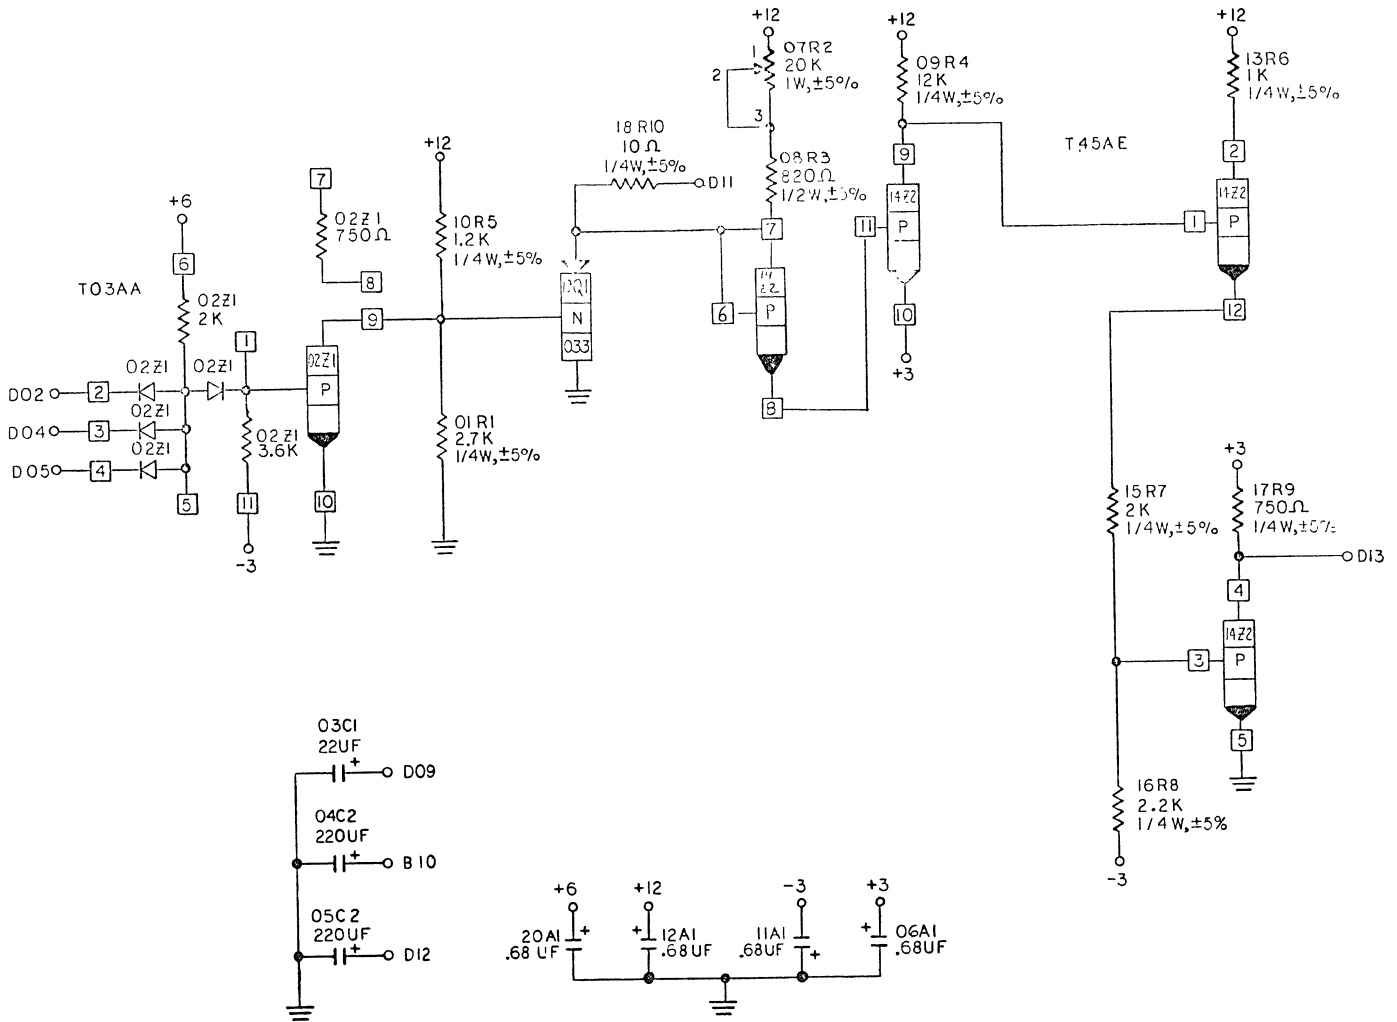 +12
1
07R2
20K
1W,±5%
2
3
08R3
820Ω
1/2W,±5%
7
14
Z2
P
6
8
+12
09R4
12K
1/4W,±5%
9
14Z2
P
11
10
+3
T45AE
+12
13R6
1K
1/4W,±5%
2
14Z2
P
1
12
18R10
10Ω
1/4W,±5%
D11
N
033
+12
10R5
1.2K
1/4W,±5%
01R1
2.7K
1/4W,±5%
7
02Z1
750Ω
8
9
02Z1
P
10
T03AA
+6
6
02Z1
2K
1
02Z1
02Z1
D02
2
02Z1
D04
3
02Z1
D05
4
5
02Z1
3.6K
11
-3
15R7
2K
1/4W,±5%
+3
17R9
750Ω
1/4W,±5%
D13
4
14Z2
P
3
5
16R8
2.2K
1/4W,±5%
-3
03C1
22UF
+
D09
04C2
220UF
+
B10
05C2
220UF
+
D12
+6
+
20A1
.68UF
+12
+
12A1
.68UF
-3
11A1
.68UF
+
+3
+
06A1
.68UF